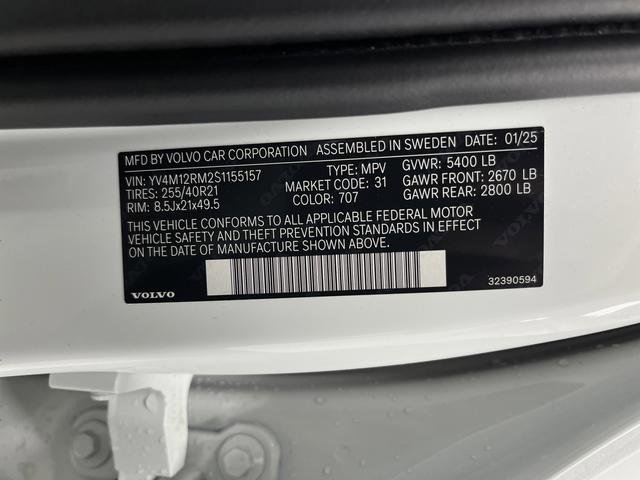 MFD BY VOLVO CAR CORPORATION ASSEMBLED IN SWEDEN DATE: 01/25
VIN: YV4M12RM2S1155157 TYPE: MPV GVWR: 5400 LB
TIRES: 255/40R21 MARKET CODE: 31 GAWR FRONT: 2670 LB
RIM: 8.5Jx21x49.5 COLOR: 707 GAWR REAR: 2800 LB
THIS VEHICLE CONFORMS TO ALL APPLICABLE FEDERAL MOTOR
VEHICLE SAFETY AND THEFT PREVENTION STANDARDS IN EFFECT
ON THE DATE OF MANUFACTURE SHOWN ABOVE.
VOLVO 32390594